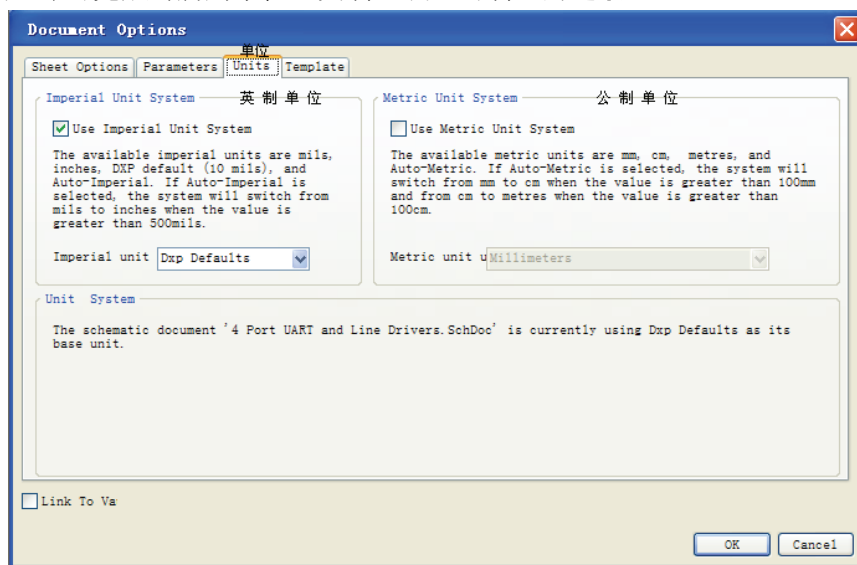 Document Options
单位
Sheet Options Parameters Units Template
Imperial Unit System 英制单位
Metric Unit System 公制单位
Use Imperial Unit System
Use Metric Unit System
The available imperial units are mils,
inches, DXP default (10 mils), and
Auto-Imperial. If Auto-Imperial is
selected, the system will switch from
mils to inches when the value is
greater than 500mils.
The available metric units are mm, cm, metres, and
Auto-Metric. If Auto-Metric is selected, the system will
switch from mm to cm when the value is greater than 100mm
and from cm to metres when the value is greater than
100cm.
Imperial unit Dxp Defaults
Metric unit u Millimeters
Unit System
The schematic document '4 Port UART and Line Drivers.SchDoc' is currently using Dxp Defaults as its
base unit.
Link To Va
OK Cancel